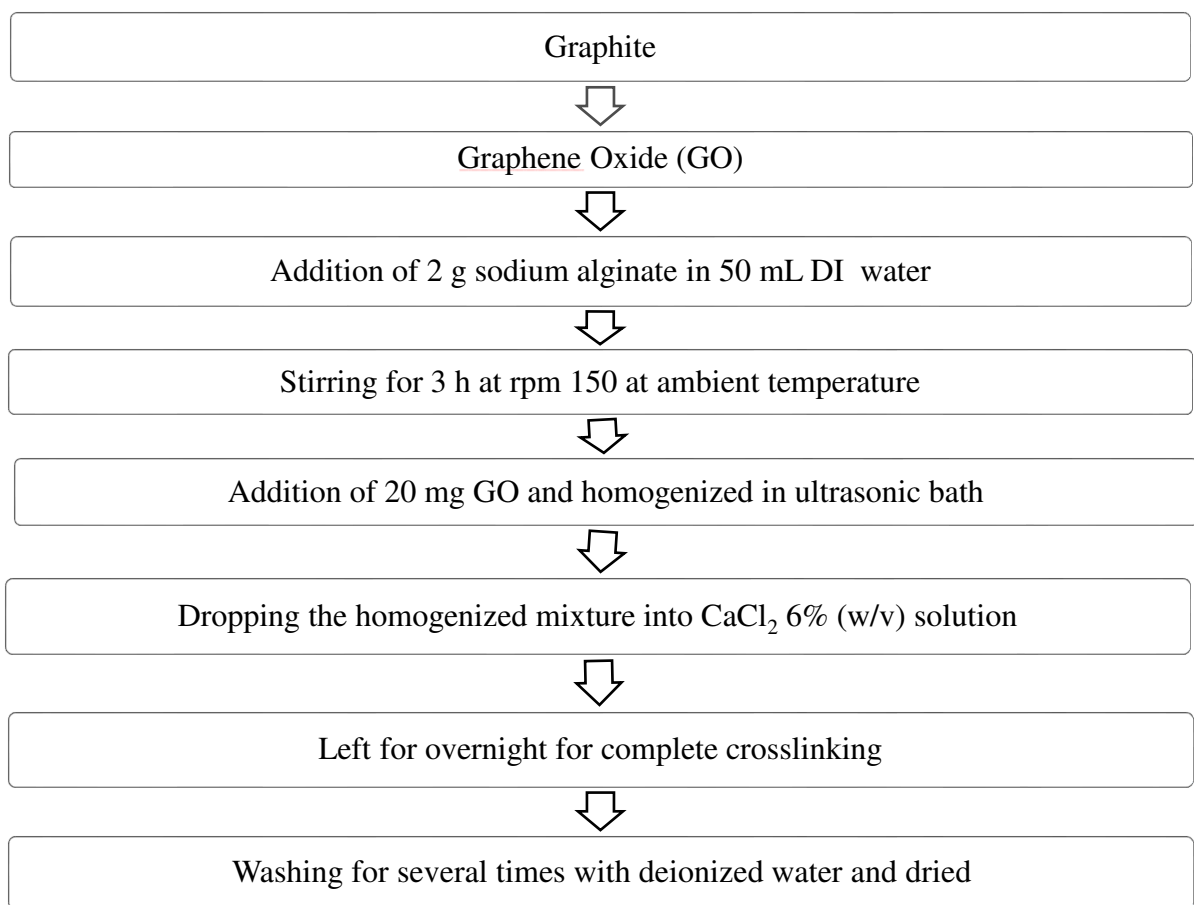 Graphite
Graphene Oxide (GO)
Addition of 2 g sodium alginate in 50 mL DI  water
Stirring for 3 h at rpm 150 at ambient temperature
Addition of 20 mg GO and homogenized in ultrasonic bath
Dropping the homogenized mixture into CaCl₂ 6% (w/v) solution
Left for overnight for complete crosslinking
Washing for several times with deionized water and dried